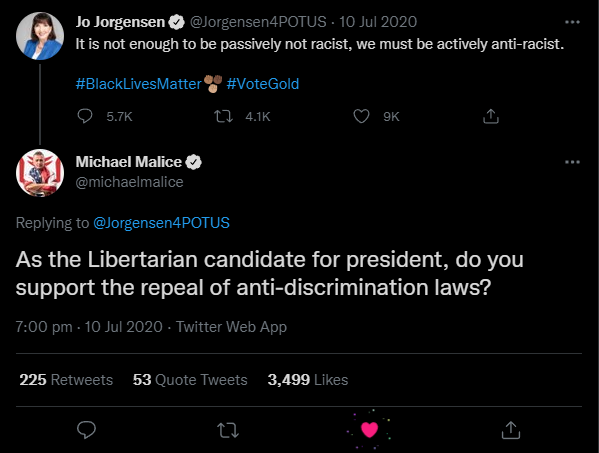 Jo Jorgensen @Jorgensen4POTUS · 10 Jul 2020
It is not enough to be passively not racist, we must be actively anti-racist.
#BlackLivesMatter✊🏾✊🏿✊🏼 #VoteGold
5.7K 4.1K 9K
Michael Malice
@michaelmalice
Replying to @Jorgensen4POTUS
As the Libertarian candidate for president, do you
support the repeal of anti-discrimination laws?
7:00 pm · 10 Jul 2020 · Twitter Web App
225 Retweets 53 Quote Tweets 3,499 Likes